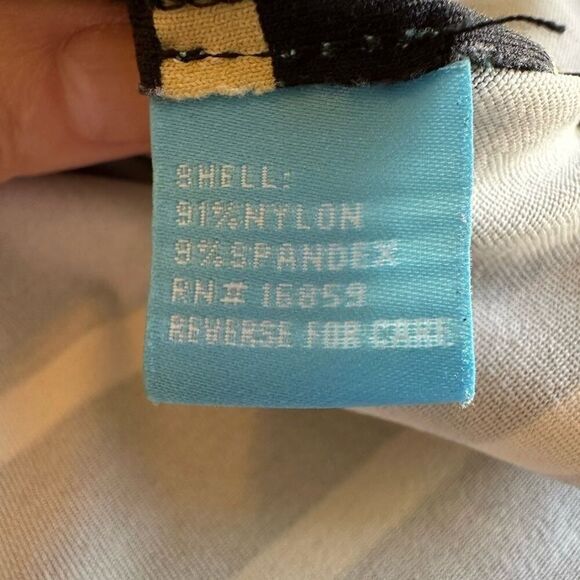 SHELL:
91% NYLON
9% SPANDEX
RN# 16859
REVERSE FOR CARE